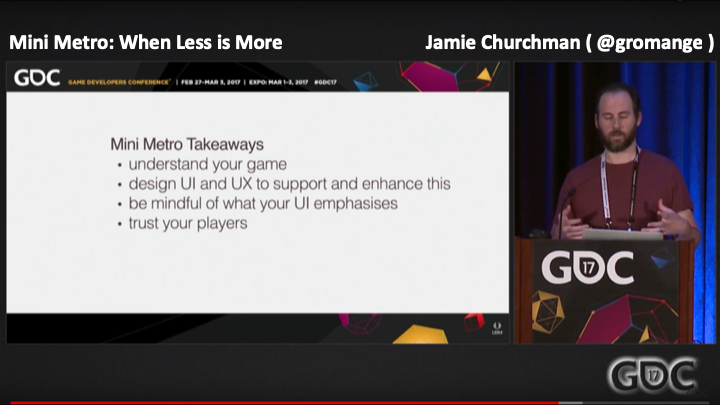 Mini Metro: When Less is More
Jamie Churchman ( @gromange )
GDC GAME DEVELOPERS CONFERENCE® | FEB 27-MAR 3, 2017 | EXPO: MAR 1-3, 2017 #GDC17
Mini Metro Takeaways
• understand your game
• design UI and UX to support and enhance this
• be mindful of what your UI emphasises
• trust your players
UBM
GDC 17
GDC 17